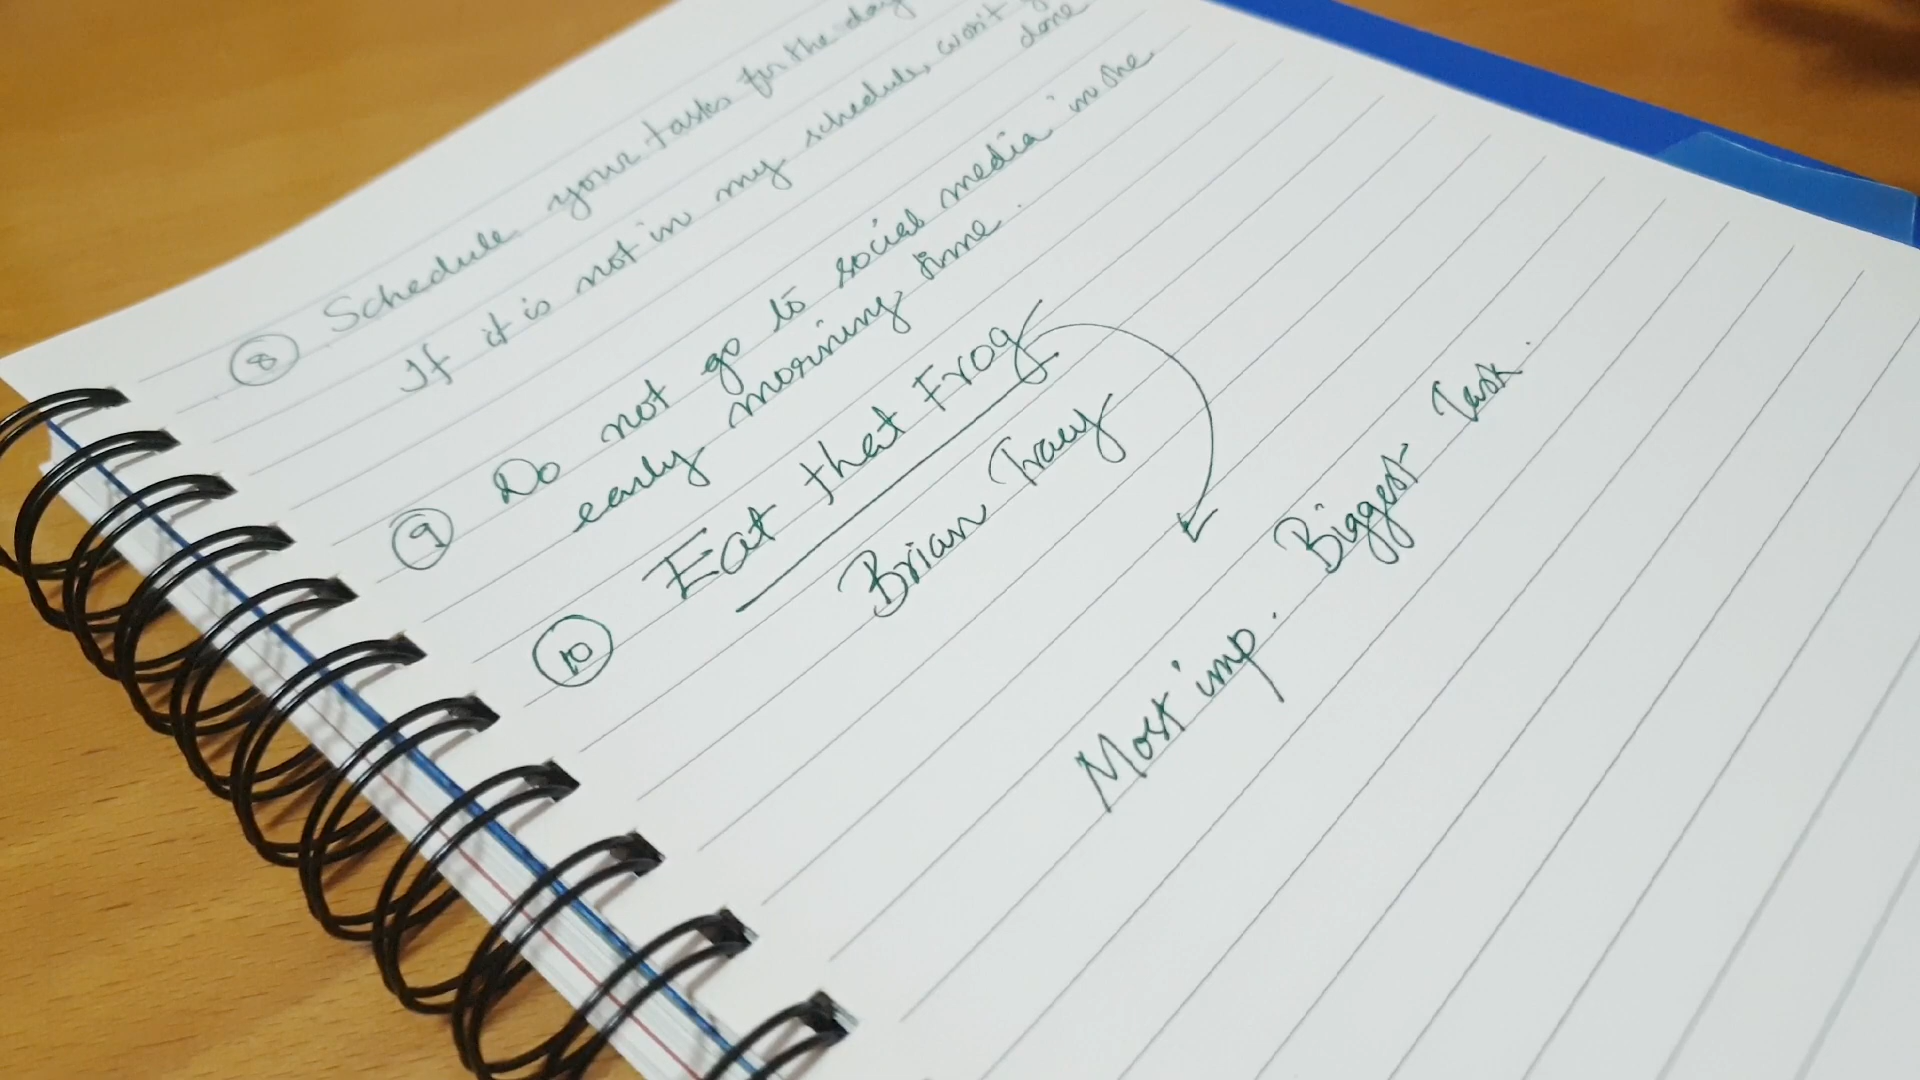 ⑧ Schedule your tasks for the day
If it is not in my schedule, won't
done
⑨ Do not go to social media in the
early morning time.
⑩ Eat that Frog
Brian Tracy
Most imp. Biggest Task.